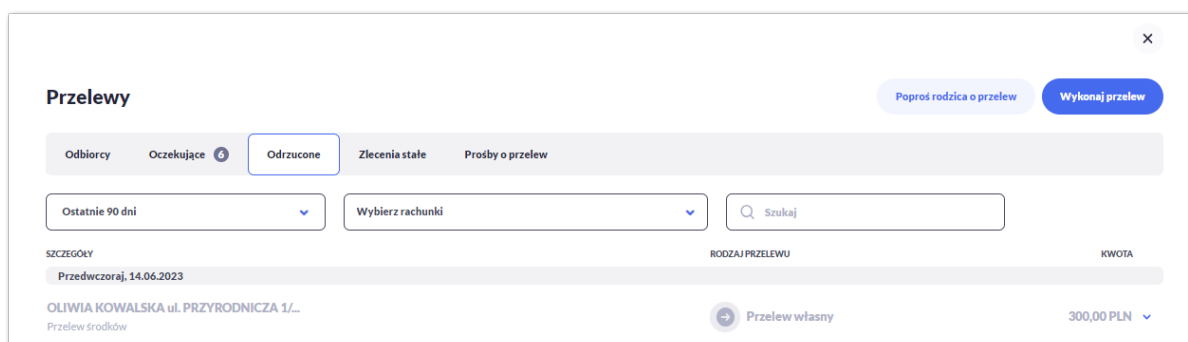 Przelewy
Poproś rodzica o przelew
Wykonaj przelew
Odbiorcy Oczekujące 6 Odrzucone Zlecenia stałe Prośby o przelew
Ostatnie 90 dni Wybierz rachunki Szukaj
SZCZEGÓŁY RODZAJ PRZELEWU KWOTA
Przedwczoraj, 14.06.2023
OLIWIA KOWALSKA ul. PRZYRODNICZA 1/... Przelew własny 300,00 PLN
Przelew środków